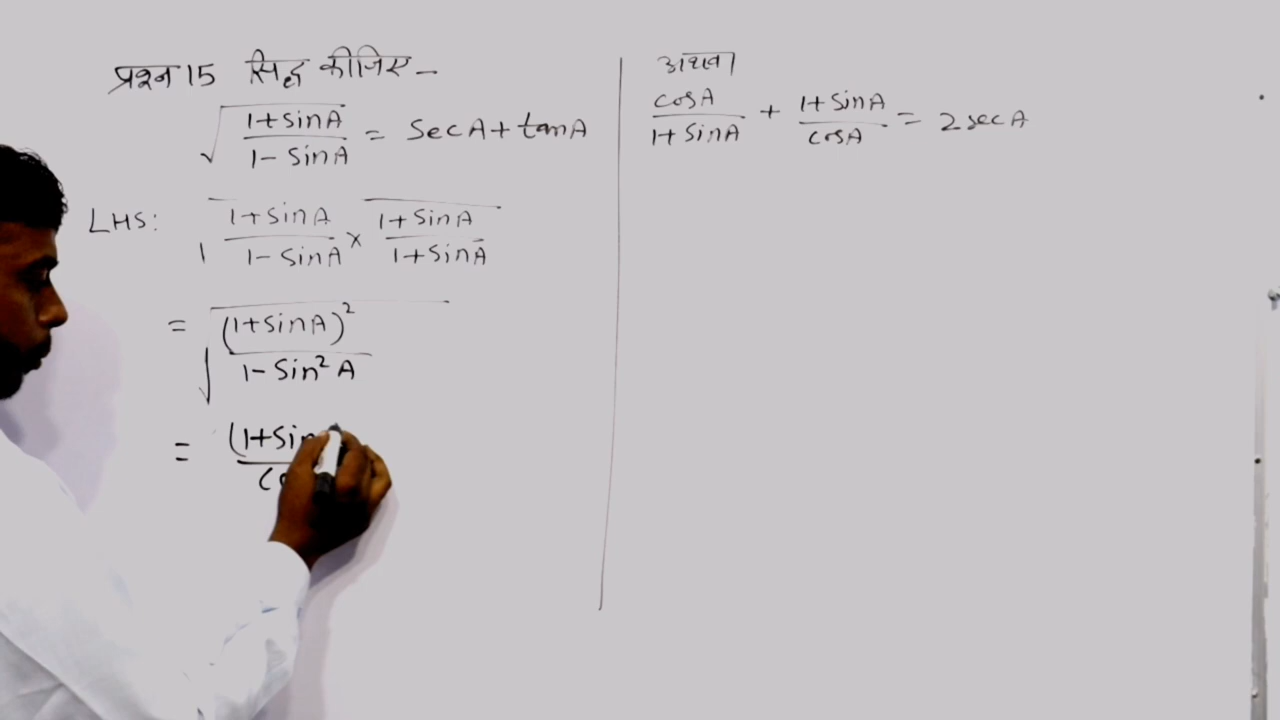 प्रश्न 15 सिद्ध कीजिए -
√(1+sinA / 1-sinA) = secA + tanA
LHS: √(1+sinA / 1-sinA × 1+sinA / 1+sinA)
= √((1+sinA)² / 1-sin²A)
= (1+sin / co
अथवा
cosA / 1+sinA + 1+sinA / cosA = 2secA